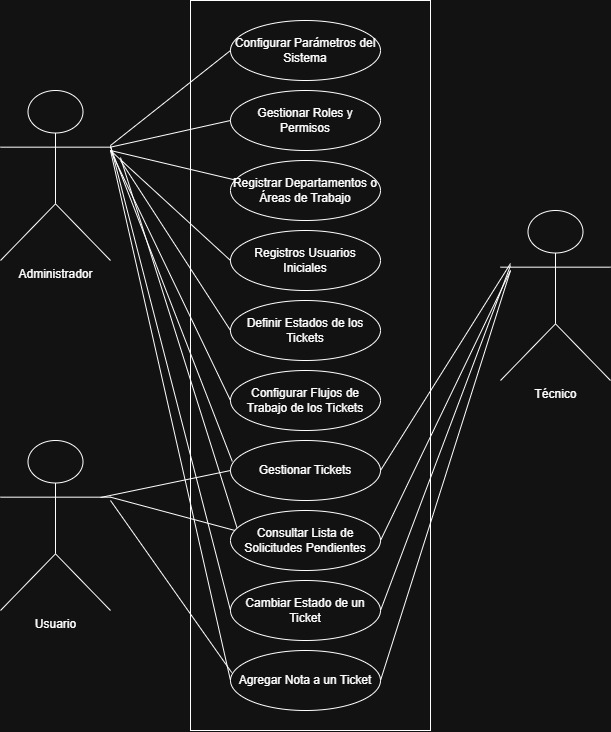 Configurar Parámetros del
Sistema
Gestionar Roles y
Permisos
Registrar Departamentos o
Áreas de Trabajo
Administrador
Registros Usuarios
Iniciales
Definir Estados de los
Tickets
Configurar Flujos de
Trabajo de los Tickets
Técnico
Gestionar Tickets
Consultar Lista de
Solicitudes Pendientes
Cambiar Estado de un
Ticket
Usuario
Agregar Nota a un Ticket